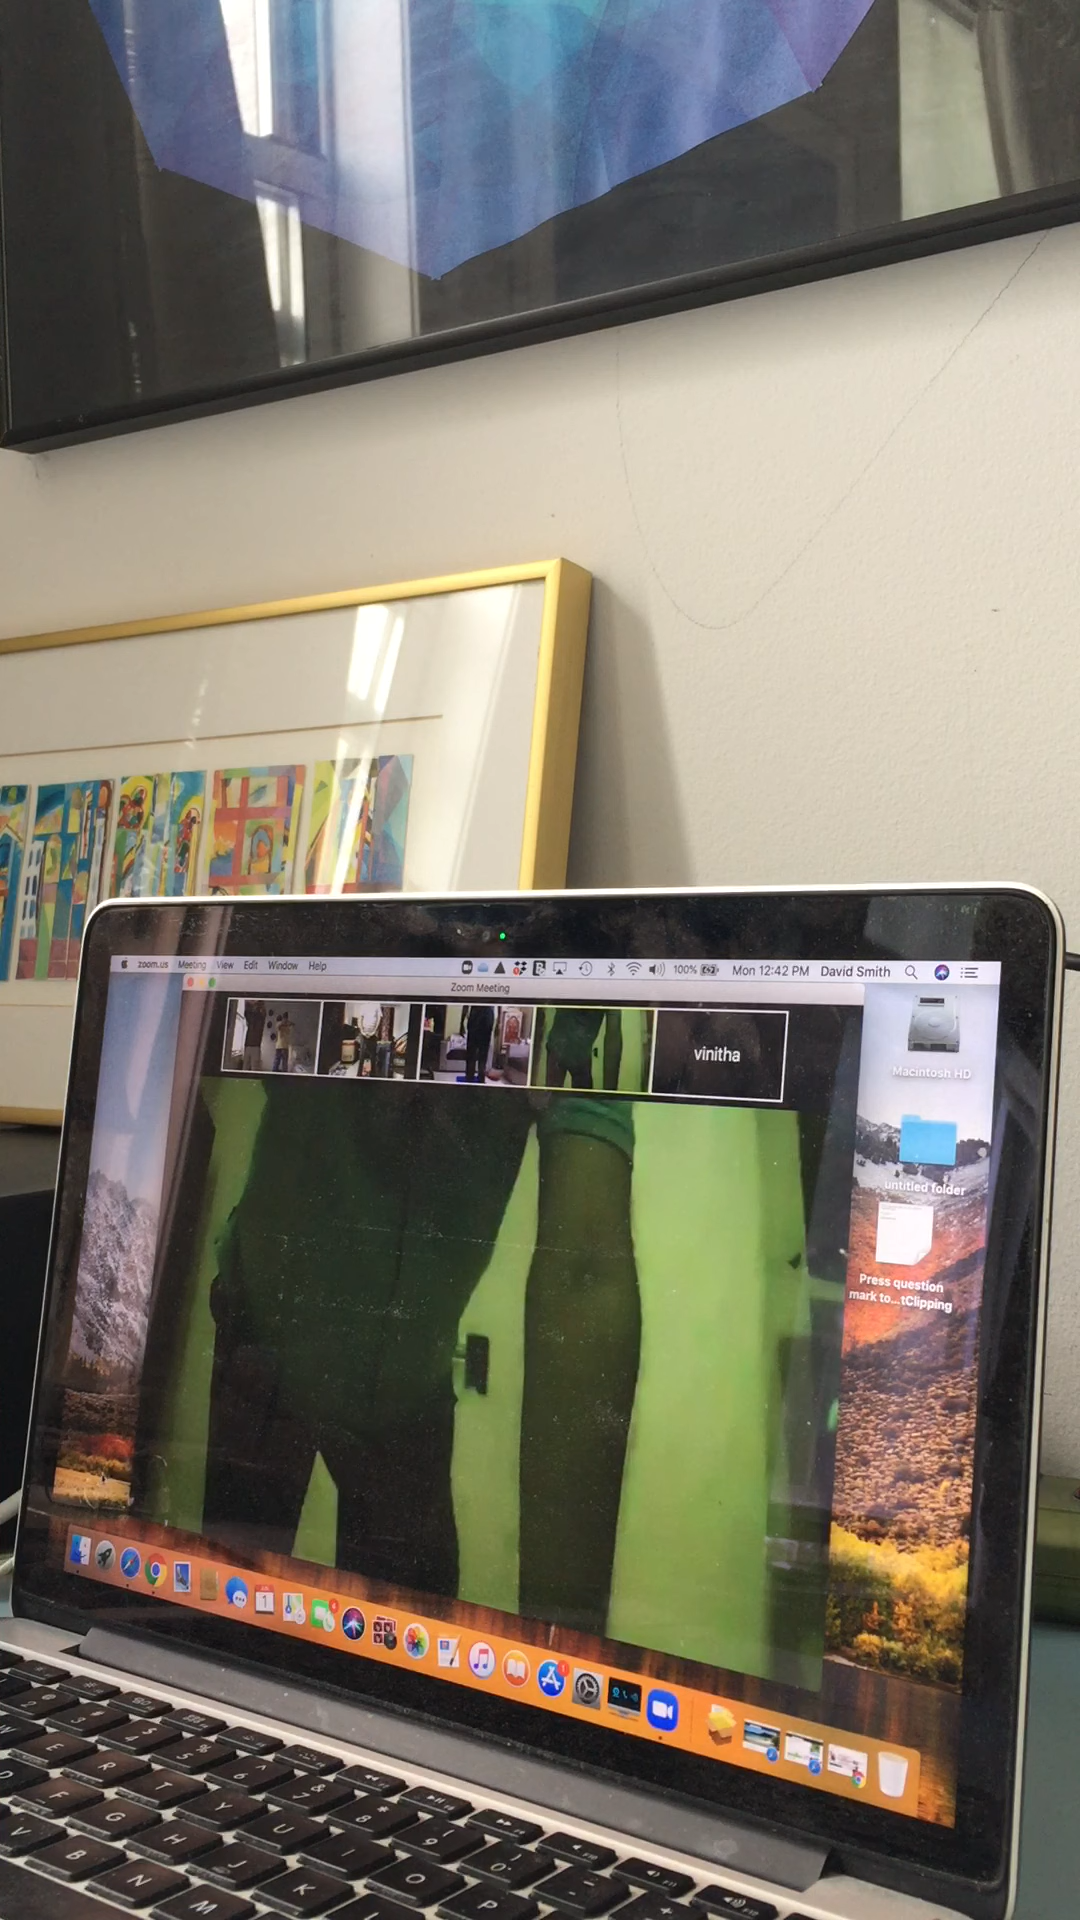 zoom.us Meeting View Edit Window Help 100% Mon 12:42 PM David Smith
Zoom Meeting
vinitha
Macintosh HD
untitled folder
Press question
mark to...tClipping
1
W E R T Y U I O P
F G H J K L
V B N M